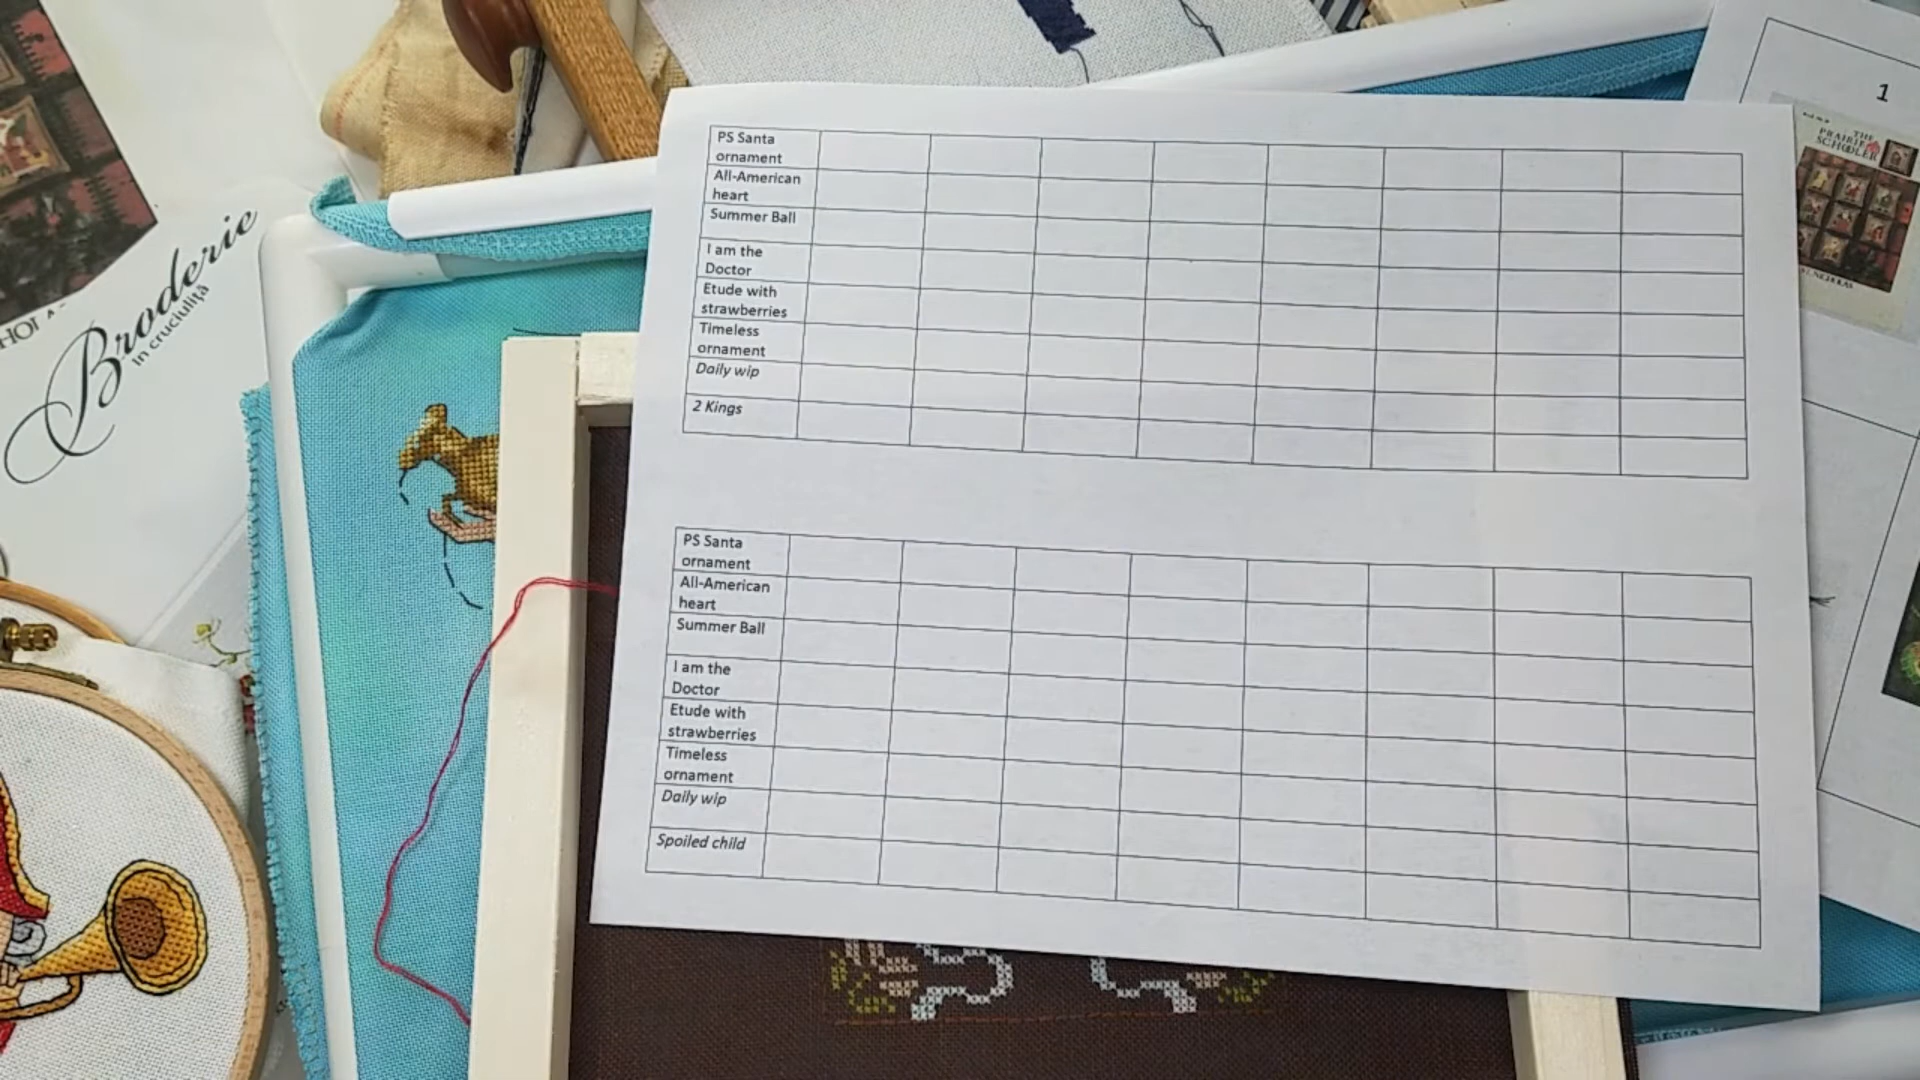 PS Santa
ornament
All-American
heart
Summer Ball
I am the
Doctor
Etude with
strawberries
Timeless
ornament
Daily wip
2 Kings
PS Santa
ornament
All-American
heart
Summer Ball
I am the
Doctor
Etude with
strawberries
Timeless
ornament
Daily wip
Spoiled child
Broderie
în cruciuliță
1
THE
PRAIRIE
SCHOOLER